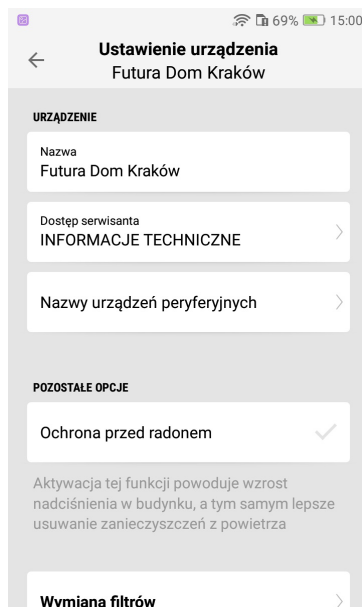 69% 15:00
Ustawienie urządzenia
Futura Dom Kraków
URZĄDZENIE
Nazwa
Futura Dom Kraków
Dostęp serwisanta
INFORMACJE TECHNICZNE
Nazwy urządzeń peryferyjnych
POZOSTAŁE OPCJE
Ochrona przed radonem
Aktywacja tej funkcji powoduje wzrost
nadciśnienia w budynku, a tym samym lepsze
usuwanie zanieczyszczeń z powietrza
Wymiana filtrów